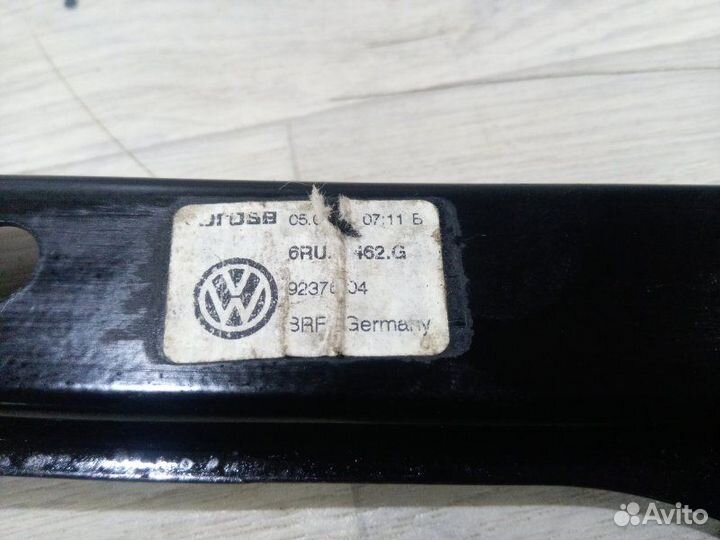 05.0 07:11 B
6RU. 462.G
92376 04
BRF Germany
Avito